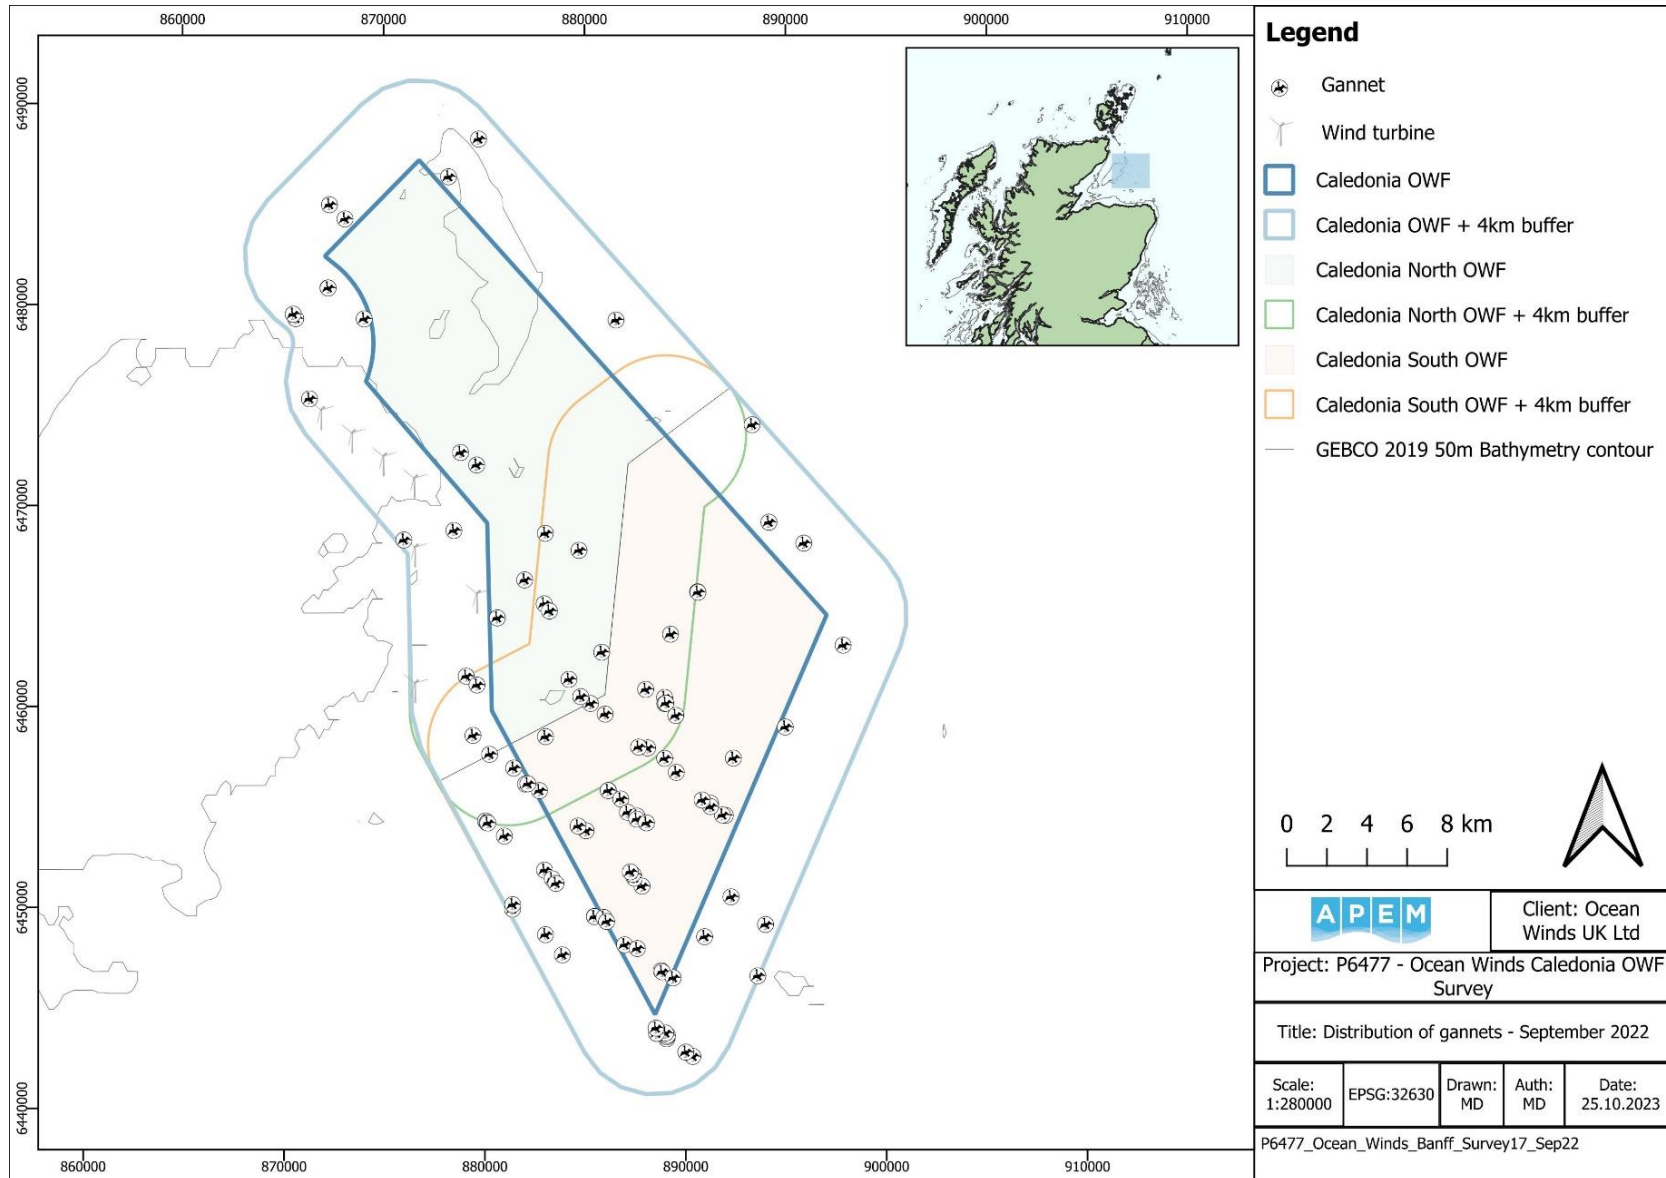 860000 870000 880000 890000 900000 910000
6490000
6480000
6470000
6460000
6450000
6440000
860000 870000 880000 890000 900000 910000
Legend
Gannet
Wind turbine
Caledonia OWF
Caledonia OWF + 4km buffer
Caledonia North OWF
Caledonia North OWF + 4km buffer
Caledonia South OWF
Caledonia South OWF + 4km buffer
GEBCO 2019 50m Bathymetry contour
0 2 4 6 8 km
APEM
Client: Ocean
Winds UK Ltd
Project: P6477 - Ocean Winds Caledonia OWF
Survey
Title: Distribution of gannets - September 2022
Scale:
1:280000
EPSG:32630
Drawn:
MD
Auth:
MD
Date:
25.10.2023
P6477_Ocean_Winds_Banff_Survey17_Sep22